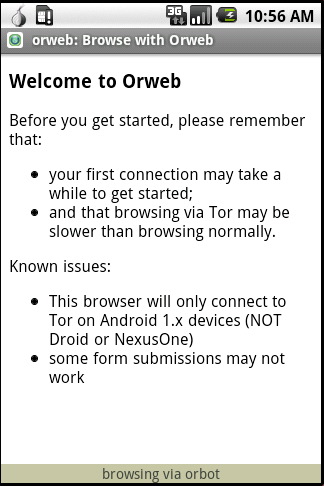 3G
10:56 AM
orweb: Browse with Orweb
Welcome to Orweb
Before you get started, please remember
that:
your first connection may take a
while to get started;
and that browsing via Tor may be
slower than browsing normally.
Known issues:
This browser will only connect to
Tor on Android 1.x devices (NOT
Droid or NexusOne)
some form submissions may not
work
browsing via orbot